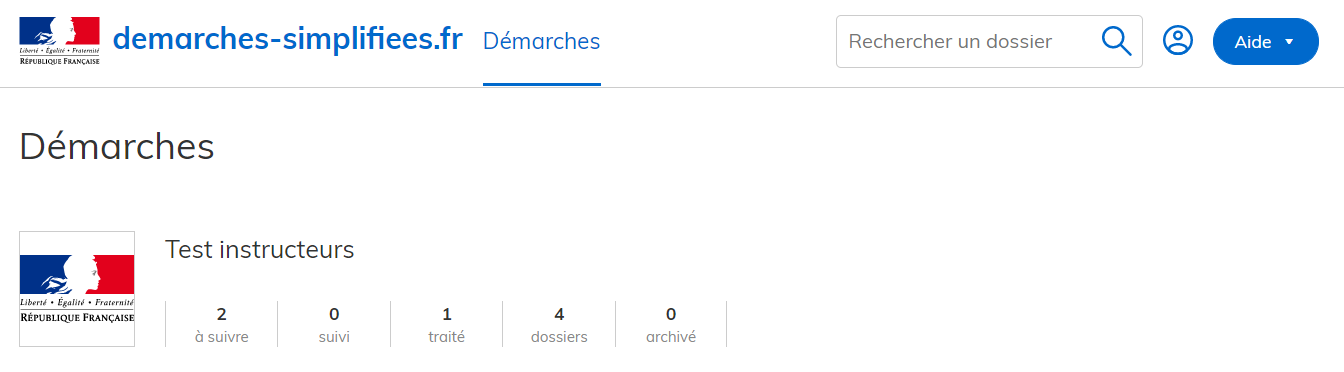 Liberté • Égalité • Fraternité
RÉPUBLIQUE FRANÇAISE
demarches-simplifiees.fr
Démarches
Rechercher un dossier
Aide
Démarches
Liberté • Égalité • Fraternité
RÉPUBLIQUE FRANÇAISE
Test instructeurs
2 0 1 4 0
à suivre suivi traité dossiers archivé